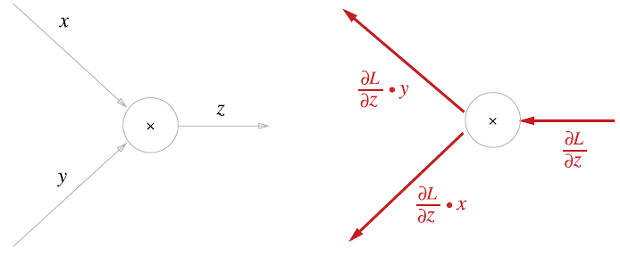 x
×
z
y
∂L/∂z • y
×
∂L/∂z
∂L/∂z • x